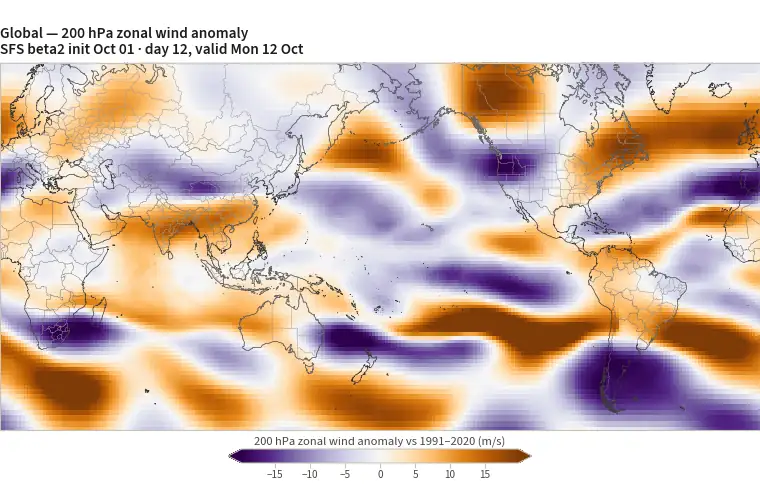 Global — 200 hPa zonal wind anomaly
SFS beta2 init Oct 01 · day 12, valid Mon 12 Oct
200 hPa zonal wind anomaly vs 1991–2020 (m/s)
−15 −10 −5 0 5 10 15